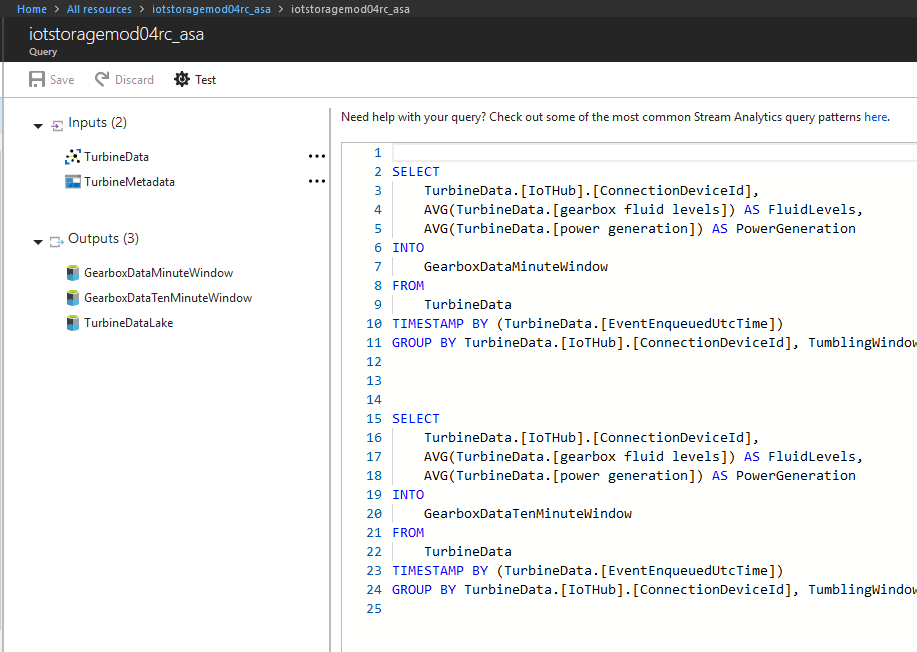 Home > All resources > iotstoragemod04rc_asa > iotstoragemod04rc_asa
iotstoragemod04rc_asa
Query
Save Discard Test
Inputs (2)
TurbineData
TurbineMetadata
Outputs (3)
GearboxDataMinuteWindow
GearboxDataTenMinuteWindow
TurbineDataLake
Need help with your query? Check out some of the most common Stream Analytics query patterns here.
1
2 SELECT
3 TurbineData.[IoTHub].[ConnectionDeviceId],
4 AVG(TurbineData.[gearbox fluid levels]) AS FluidLevels,
5 AVG(TurbineData.[power generation]) AS PowerGeneration
6 INTO
7 GearboxDataMinuteWindow
8 FROM
9 TurbineData
10 TIMESTAMP BY (TurbineData.[EventEnqueuedUtcTime])
11 GROUP BY TurbineData.[IoTHub].[ConnectionDeviceId], TumblingWindow
12
13
14
15 SELECT
16 TurbineData.[IoTHub].[ConnectionDeviceId],
17 AVG(TurbineData.[gearbox fluid levels]) AS FluidLevels,
18 AVG(TurbineData.[power generation]) AS PowerGeneration
19 INTO
20 GearboxDataTenMinuteWindow
21 FROM
22 TurbineData
23 TIMESTAMP BY (TurbineData.[EventEnqueuedUtcTime])
24 GROUP BY TurbineData.[IoTHub].[ConnectionDeviceId], TumblingWindow
25